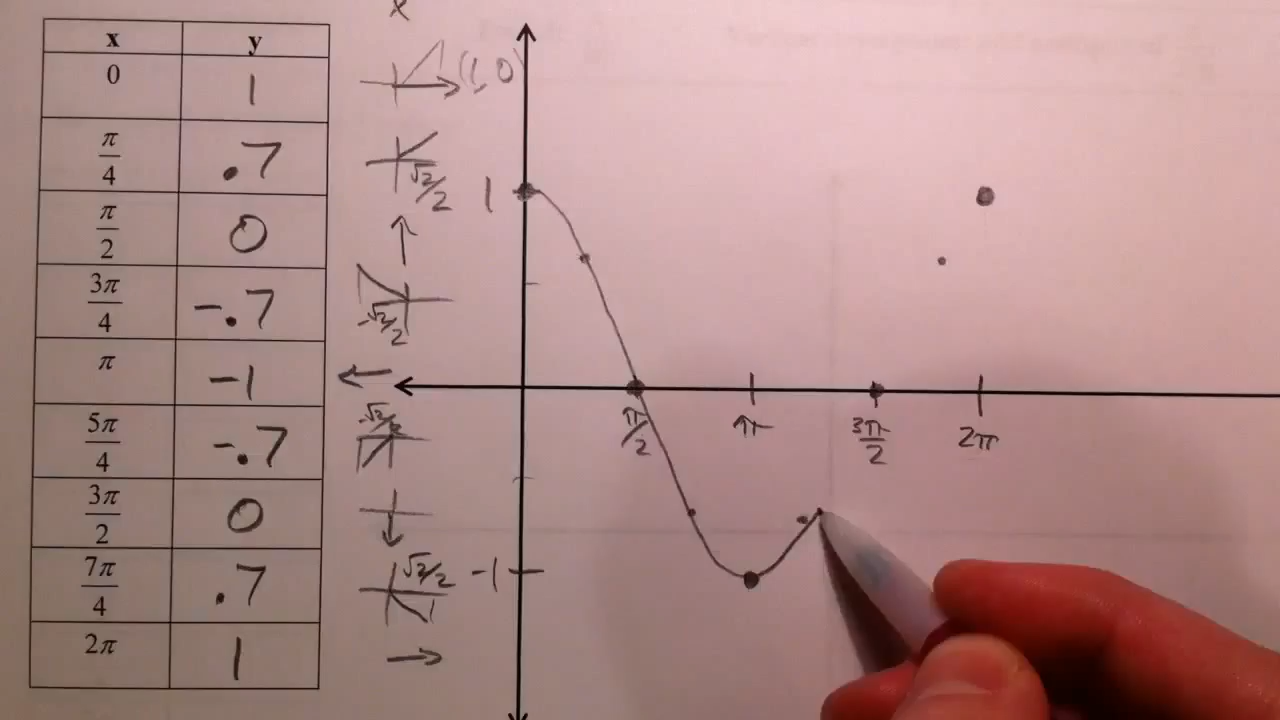 x
x y
0 1
(1, 0)
π/4 .7
√2/2
1
π/2 0
3π/4 -.7
-√2/2
π -1
π/2 π 3π/2 2π
5π/4 -.7
√2/2
3π/2 0
7π/4 .7
√2/2
-1
2π 1